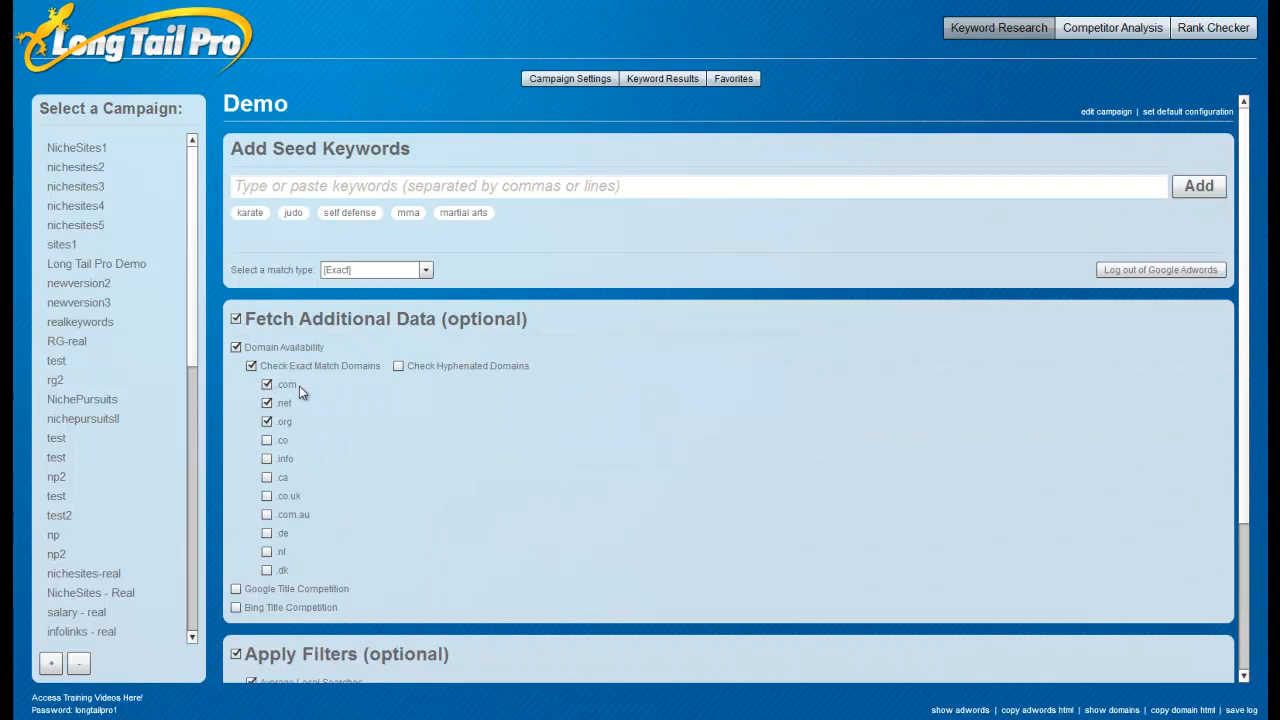 Long Tail Pro
Keyword Research Competitor Analysis Rank Checker
Campaign Settings Keyword Results Favorites
Select a Campaign:
NicheSites1
nichesites2
nichesites3
nichesites4
nichesites5
sites1
Long Tail Pro Demo
newversion2
newversion3
realkeywords
RG-real
test
rg2
NichePursuits
nichepursuitsll
test
test
np2
test
test2
np
np2
nichesites-real
NicheSites - Real
salary - real
infolinks - real
+ -
Access Training Videos Here!
Password: longtailpro1
Demo
edit campaign | set default configuration
Add Seed Keywords
Type or paste keywords (separated by commas or lines) Add
karate judo self defense mma martial arts
Select a match type: [Exact] Log out of Google Adwords
Fetch Additional Data (optional)
Domain Availability
Check Exact Match Domains Check Hyphenated Domains
.com
.net
.org
.co
.info
.ca
.co.uk
.com.au
.de
.nl
.dk
Google Title Competition
Bing Title Competition
Apply Filters (optional)
Average Local Searches
show adwords | copy adwords html | show domains | copy domain html | save log